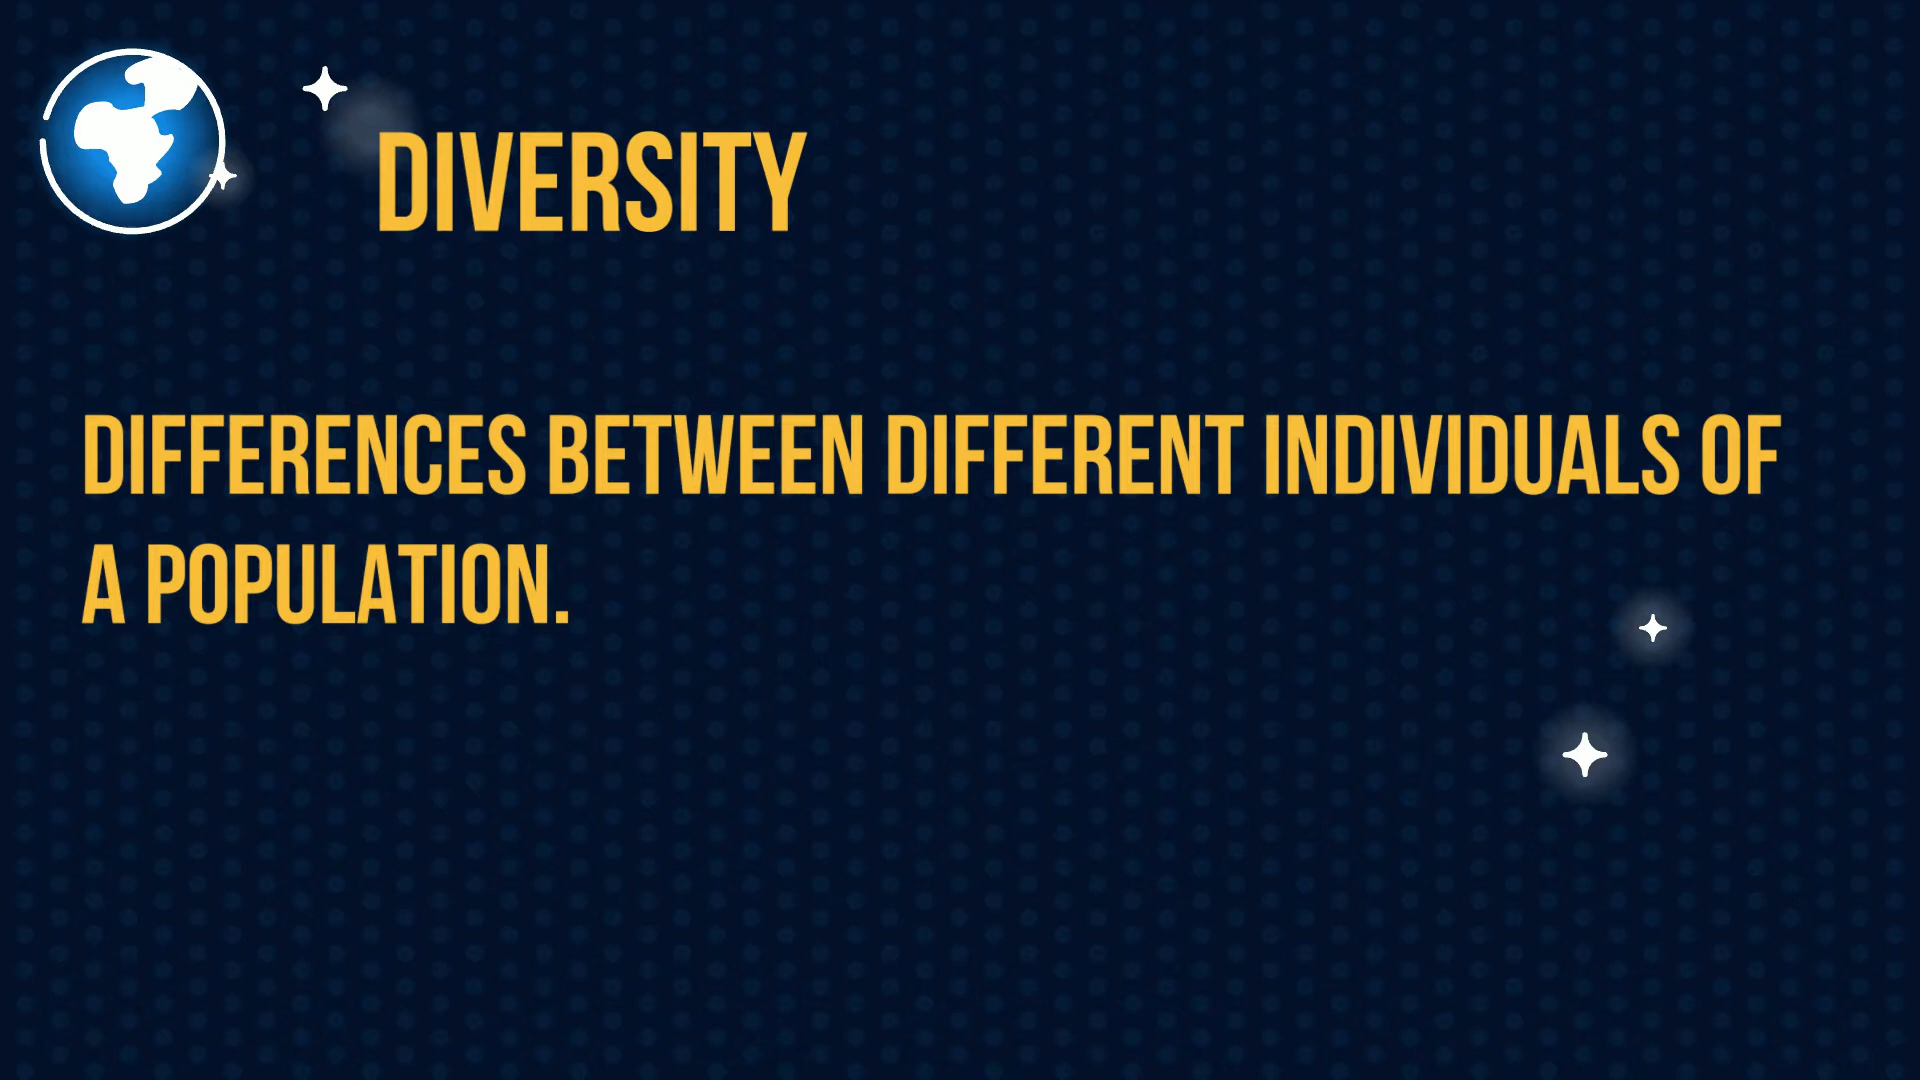 DIVERSITY
DIFFERENCES BETWEEN DIFFERENT INDIVIDUALS OF
A POPULATION.